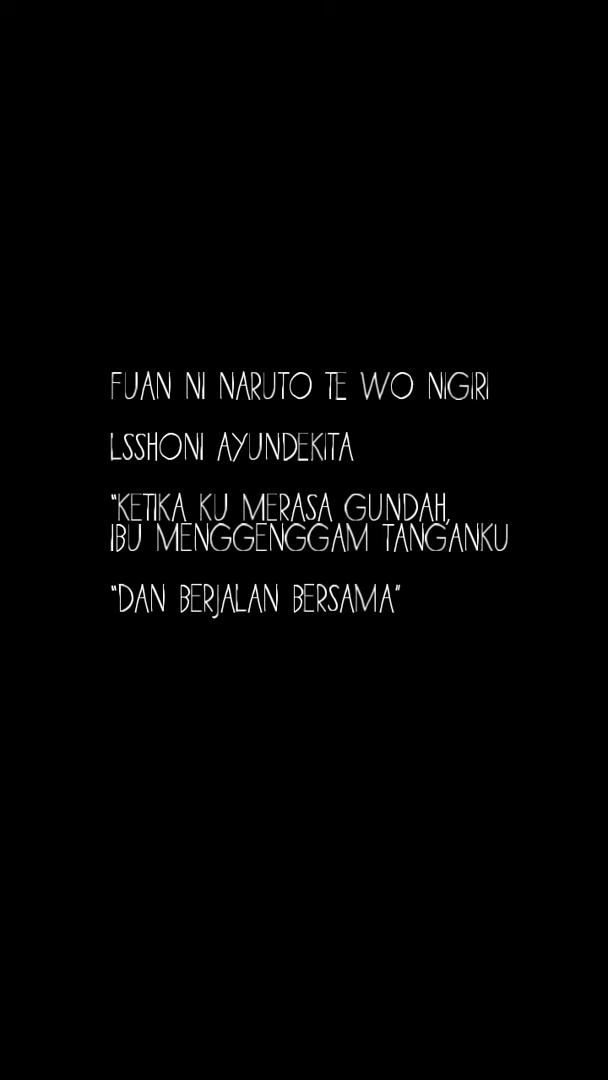 FUAN NI NARUTO TE WO NIGIRI
LSSHONI AYUNDEKITA
"KETIKA KU MERASA GUNDAH,
IBU MENGGENGGAM TANGANKU
"DAN BERJALAN BERSAMA"